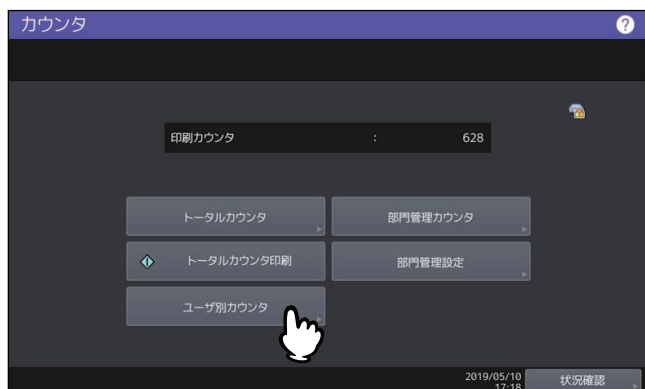 カウンタ ?
印刷カウンタ : 628
トータルカウンタ 部門管理カウンタ
トータルカウンタ印刷 部門管理設定
ユーザ別カウンタ
2019/05/10
17:18 状況確認